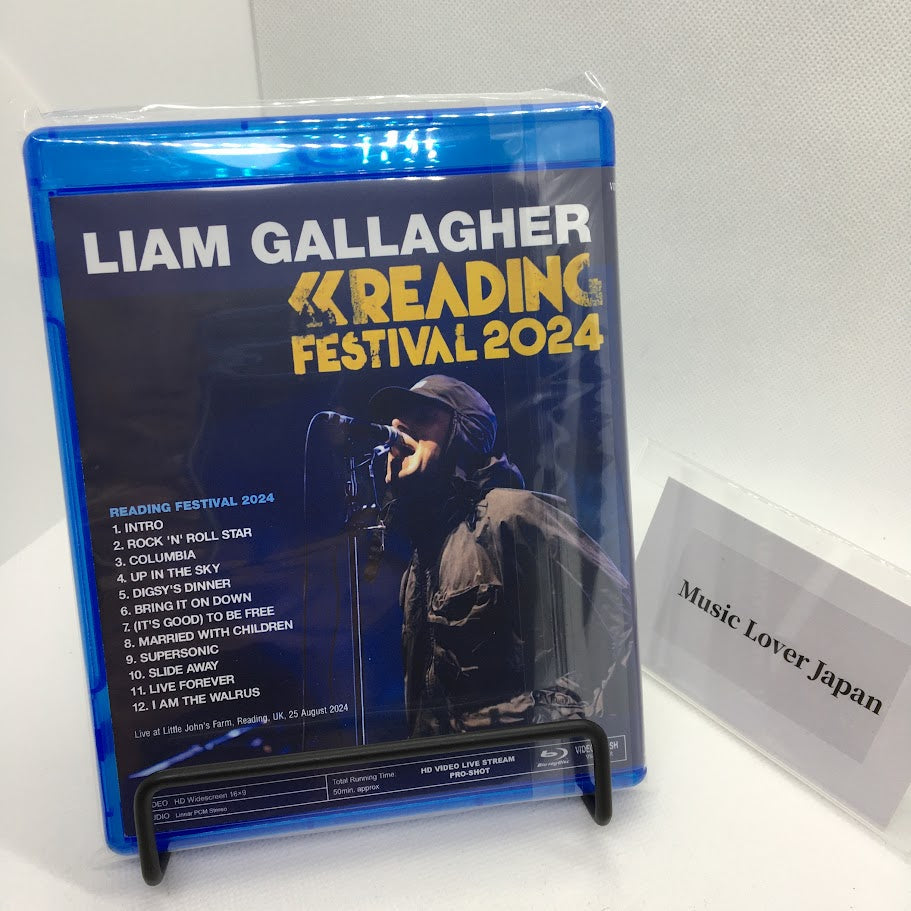 LIAM GALLAGHER
READING
FESTIVAL 2024
READING FESTIVAL 2024
1. INTRO
2. ROCK 'N' ROLL STAR
3. COLUMBIA
4. UP IN THE SKY
5. DIGSY'S DINNER
6. BRING IT ON DOWN
7. (IT'S GOOD) TO BE FREE
8. MARRIED WITH CHILDREN
9. SUPERSONIC
10. SLIDE AWAY
11. LIVE FOREVER
12. I AM THE WALRUS
Live at Little John's Farm, Reading, UK, 25 August 2024
HD Widescreen 16×9
Linear PCM Stereo
Total Running Time:
50min. approx
HD VIDEO LIVE STREAM
PRO-SHOT
Blu-ray Disc
Music Lover Japan